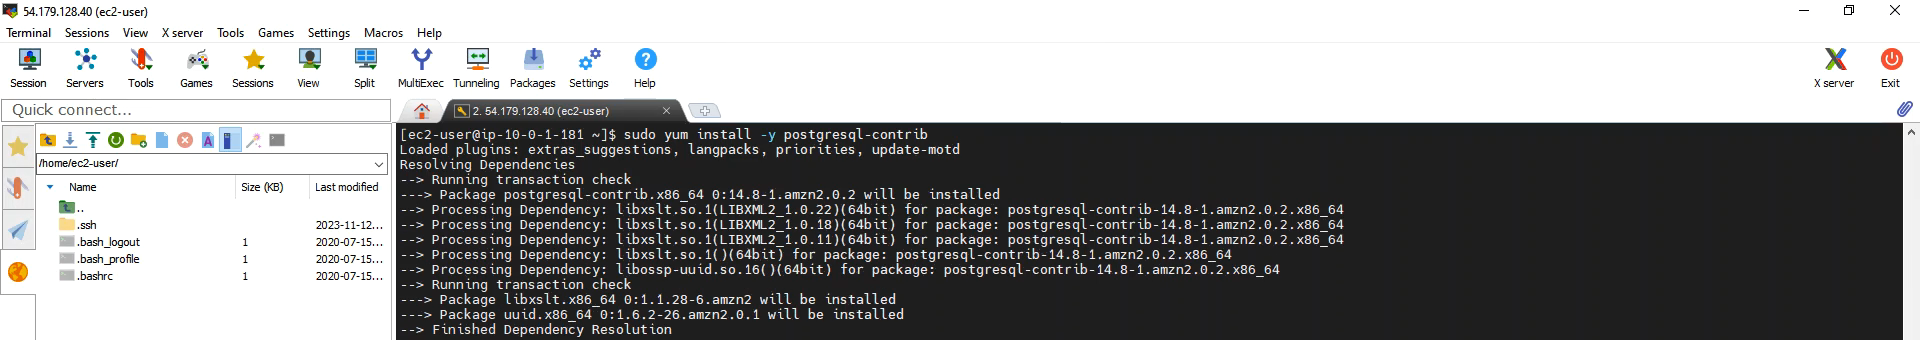 54.179.128.40 (ec2-user)
Terminal Sessions View X server Tools Games Settings Macros Help
Session Servers Tools Games Sessions View Split MultiExec Tunneling Packages Settings Help X server Exit
Quick connect...
2. 54.179.128.40 (ec2-user)
/home/ec2-user/
Name Size (KB) Last modified
..
.ssh 2023-11-12...
.bash_logout 1 2020-07-15...
.bash_profile 1 2020-07-15...
.bashrc 1 2020-07-15...
[ec2-user@ip-10-0-1-181 ~]$ sudo yum install -y postgresql-contrib
Loaded plugins: extras_suggestions, langpacks, priorities, update-motd
Resolving Dependencies
--> Running transaction check
---> Package postgresql-contrib.x86_64 0:14.8-1.amzn2.0.2 will be installed
--> Processing Dependency: libxslt.so.1(LIBXML2_1.0.22)(64bit) for package: postgresql-contrib-14.8-1.amzn2.0.2.x86_64
--> Processing Dependency: libxslt.so.1(LIBXML2_1.0.18)(64bit) for package: postgresql-contrib-14.8-1.amzn2.0.2.x86_64
--> Processing Dependency: libxslt.so.1(LIBXML2_1.0.11)(64bit) for package: postgresql-contrib-14.8-1.amzn2.0.2.x86_64
--> Processing Dependency: libxslt.so.1()(64bit) for package: postgresql-contrib-14.8-1.amzn2.0.2.x86_64
--> Processing Dependency: libossp-uuid.so.16()(64bit) for package: postgresql-contrib-14.8-1.amzn2.0.2.x86_64
--> Running transaction check
---> Package libxslt.x86_64 0:1.1.28-6.amzn2 will be installed
---> Package uuid.x86_64 0:1.6.2-26.amzn2.0.1 will be installed
--> Finished Dependency Resolution